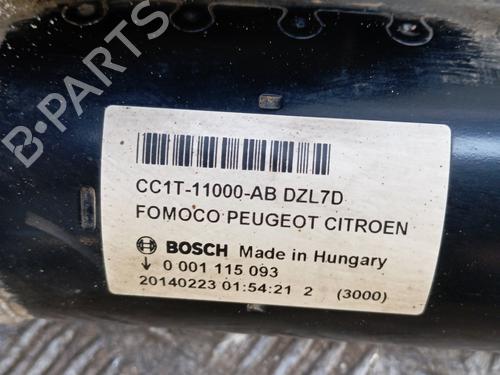 B-PARTS
CC1T-11000-AB DZL7D
FOMOCO PEUGEOT CITROEN
BOSCH Made in Hungary
↓ 0 001 115 093
20140223 01:54:21 2 (3000)